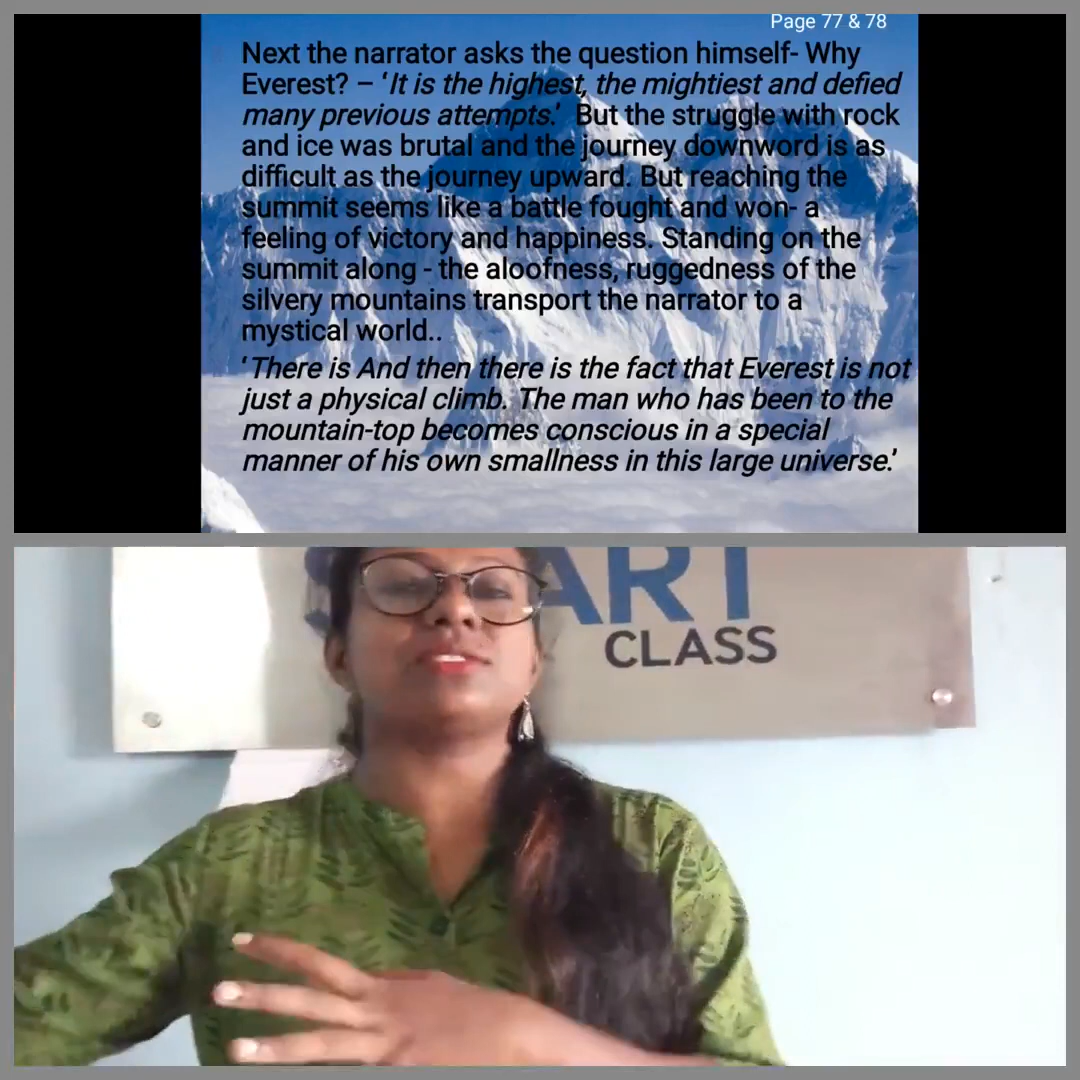 Page 77 & 78
Next the narrator asks the question himself- Why
Everest? – ‘It is the highest, the mightiest and defied
many previous attempts.’ But the struggle with rock
and ice was brutal and the journey downword is as
difficult as the journey upward. But reaching the
summit seems like a battle fought and won- a
feeling of victory and happiness. Standing on the
summit along - the aloofness, ruggedness of the
silvery mountains transport the narrator to a
mystical world..
‘There is And then there is the fact that Everest is not
just a physical climb. The man who has been to the
mountain-top becomes conscious in a special
manner of his own smallness in this large universe.’
ART
CLASS